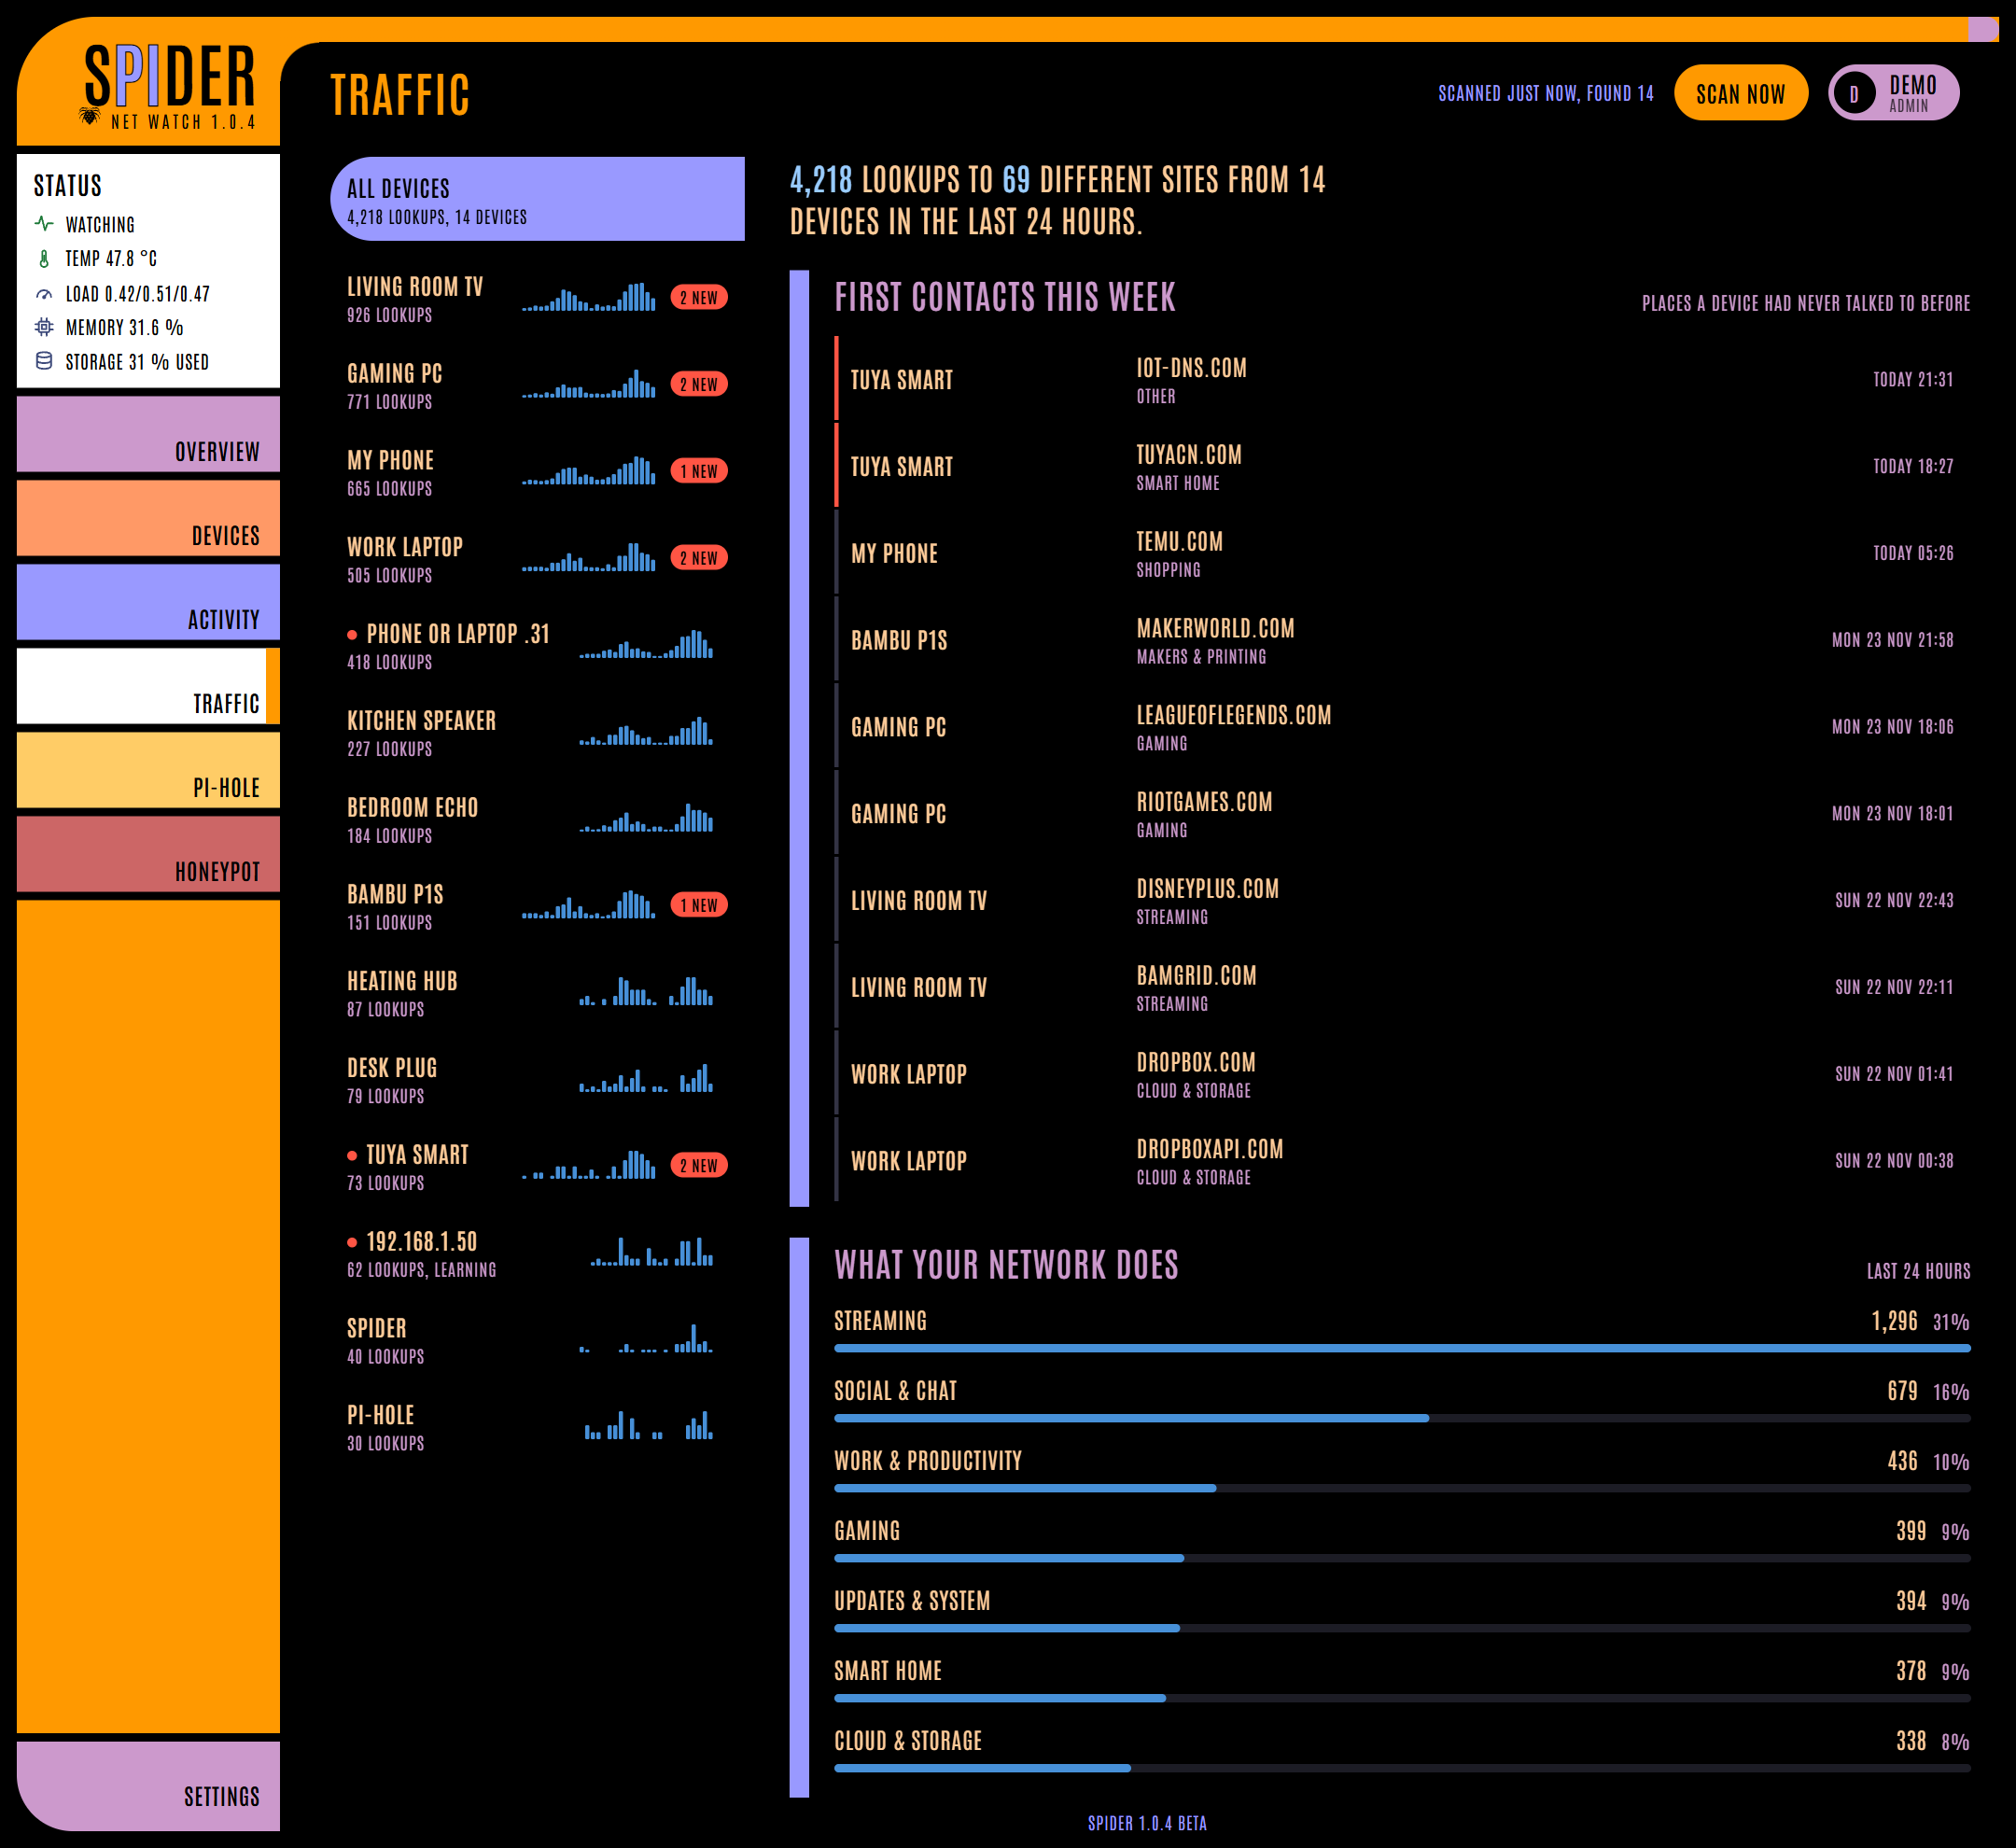 SPIDER
NET WATCH 1.0.4
STATUS
WATCHING
TEMP 47.8 °C
LOAD 0.42/0.51/0.47
MEMORY 31.6 %
STORAGE 31 % USED
OVERVIEW
DEVICES
ACTIVITY
TRAFFIC
PI-HOLE
HONEYPOT
SETTINGS
TRAFFIC
SCANNED JUST NOW, FOUND 14
SCAN NOW
D
DEMO
ADMIN
ALL DEVICES
4,218 LOOKUPS, 14 DEVICES
LIVING ROOM TV
926 LOOKUPS
2 NEW
GAMING PC
771 LOOKUPS
2 NEW
MY PHONE
665 LOOKUPS
1 NEW
WORK LAPTOP
505 LOOKUPS
2 NEW
PHONE OR LAPTOP .31
418 LOOKUPS
KITCHEN SPEAKER
227 LOOKUPS
BEDROOM ECHO
184 LOOKUPS
BAMBU P1S
151 LOOKUPS
1 NEW
HEATING HUB
87 LOOKUPS
DESK PLUG
79 LOOKUPS
TUYA SMART
73 LOOKUPS
2 NEW
192.168.1.50
62 LOOKUPS, LEARNING
SPIDER
40 LOOKUPS
PI-HOLE
30 LOOKUPS
4,218 LOOKUPS TO 69 DIFFERENT SITES FROM 14
DEVICES IN THE LAST 24 HOURS.
FIRST CONTACTS THIS WEEK
PLACES A DEVICE HAD NEVER TALKED TO BEFORE
TUYA SMART
IOT-DNS.COM
OTHER
TODAY 21:31
TUYA SMART
TUYACN.COM
SMART HOME
TODAY 18:27
MY PHONE
TEMU.COM
SHOPPING
TODAY 05:26
BAMBU P1S
MAKERWORLD.COM
MAKERS & PRINTING
MON 23 NOV 21:58
GAMING PC
LEAGUEOFLEGENDS.COM
GAMING
MON 23 NOV 18:06
GAMING PC
RIOTGAMES.COM
GAMING
MON 23 NOV 18:01
LIVING ROOM TV
DISNEYPLUS.COM
STREAMING
SUN 22 NOV 22:43
LIVING ROOM TV
BAMGRID.COM
STREAMING
SUN 22 NOV 22:11
WORK LAPTOP
DROPBOX.COM
CLOUD & STORAGE
SUN 22 NOV 01:41
WORK LAPTOP
DROPBOXAPI.COM
CLOUD & STORAGE
SUN 22 NOV 00:38
WHAT YOUR NETWORK DOES
LAST 24 HOURS
STREAMING 1,296 31%
SOCIAL & CHAT 679 16%
WORK & PRODUCTIVITY 436 10%
GAMING 399 9%
UPDATES & SYSTEM 394 9%
SMART HOME 378 9%
CLOUD & STORAGE 338 8%
SPIDER 1.0.4 BETA